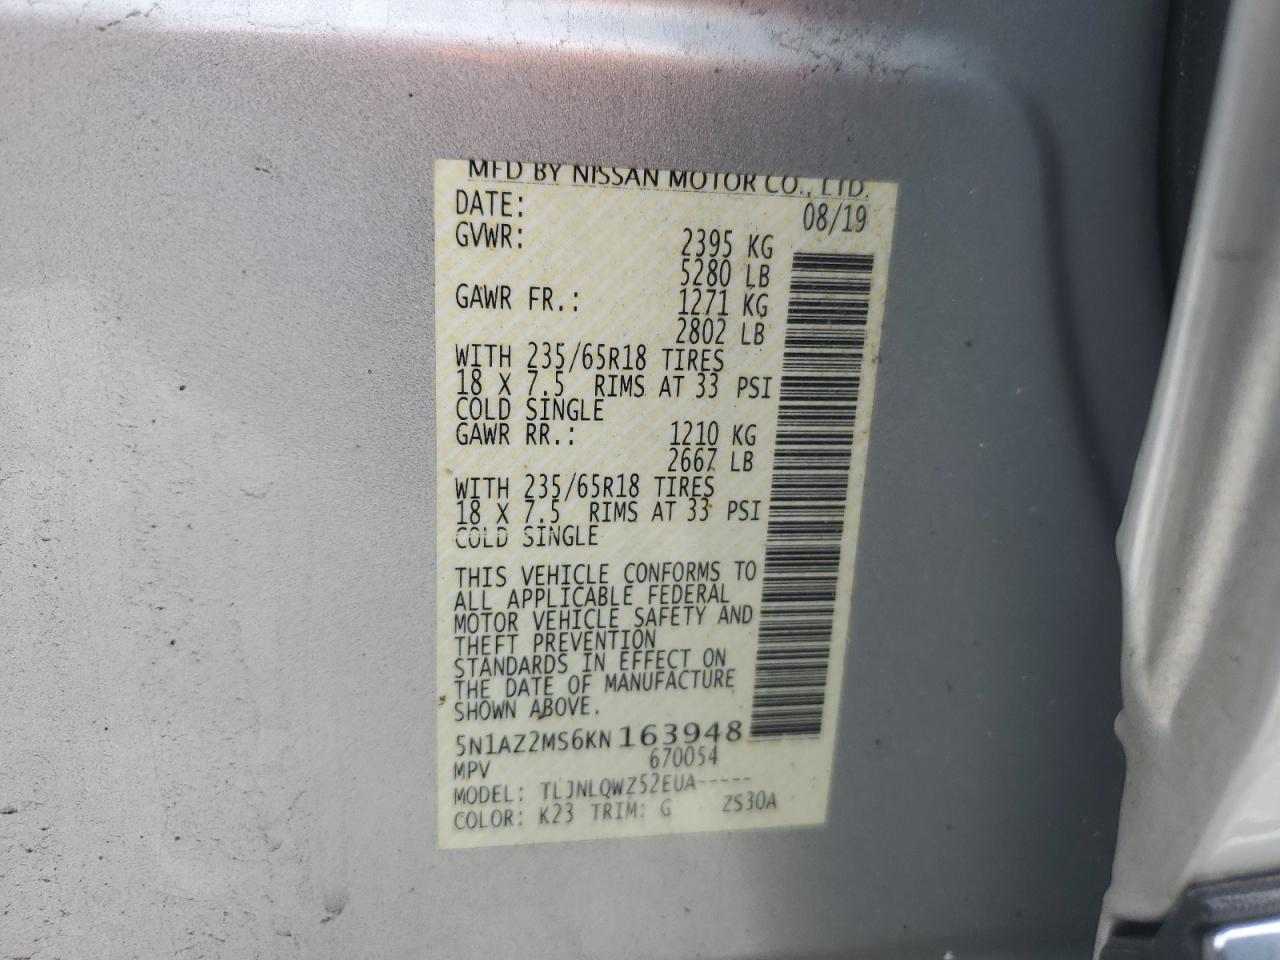 MFD BY NISSAN MOTOR CO., LTD.
DATE: 08/19
GVWR: 2395 KG
5280 LB
GAWR FR.: 1271 KG
2802 LB
WITH 235/65R18 TIRES
18 X 7.5 RIMS AT 33 PSI
COLD SINGLE
GAWR RR.: 1210 KG
2667 LB
WITH 235/65R18 TIRES
18 X 7.5 RIMS AT 33 PSI
COLD SINGLE
THIS VEHICLE CONFORMS TO
ALL APPLICABLE FEDERAL
MOTOR VEHICLE SAFETY AND
THEFT PREVENTION
STANDARDS IN EFFECT ON
THE DATE OF MANUFACTURE
SHOWN ABOVE.
5N1AZ2MS6KN163948
MPV 670054
MODEL: TLJNLQWZ52EUA-----
COLOR: K23 TRIM: G ZS30A